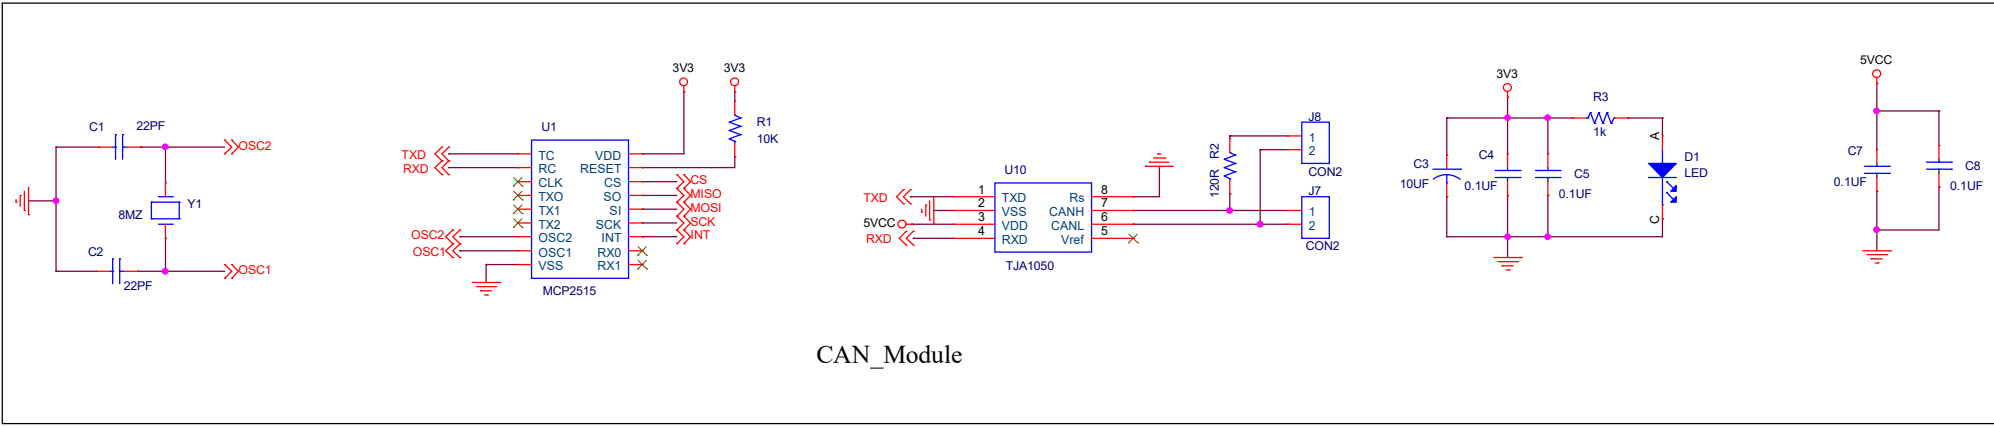 C1
22PF
OSC2
Y1
8MZ
C2
22PF
OSC1
3V3
3V3
R1
10K
U1
TXD
RXD
TC
RC
CLK
TXO
TX1
TX2
OSC2
OSC1
VSS
VDD
RESET
CS
SO
SI
SCK
INT
RX0
RX1
CS
MISO
MOSI
SCK
INT
OSC2
OSC1
MCP2515
U10
TXD
5VCC
RXD
1
2
3
4
TXD
VSS
VDD
RXD
Rs
CANH
CANL
Vref
8
7
6
5
TJA1050
R2
120R
J8
1
2
CON2
J7
1
2
CON2
3V3
R3
1k
C3
10UF
C4
0.1UF
C5
0.1UF
A
D1
LED
C
5VCC
C7
0.1UF
C8
0.1UF
CAN_Module